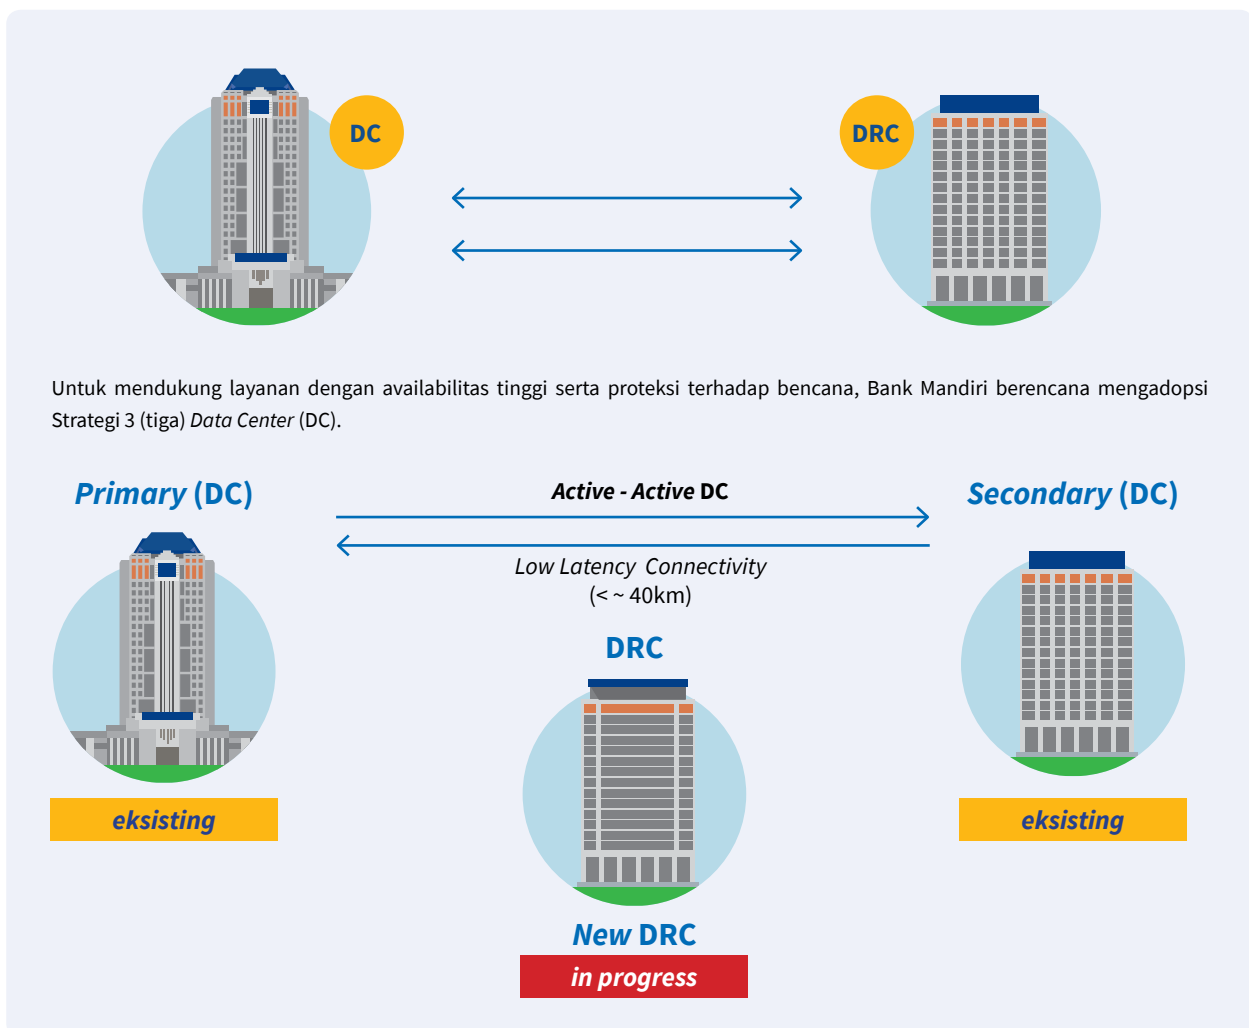 DC
DRC
Untuk mendukung layanan dengan availabilitas tinggi serta proteksi terhadap bencana, Bank Mandiri berencana mengadopsi
Strategi 3 (tiga) Data Center (DC).
Primary (DC)
Active - Active DC
Secondary (DC)
Low Latency Connectivity
(< ~ 40km)
DRC
eksisting
eksisting
New DRC
in progress